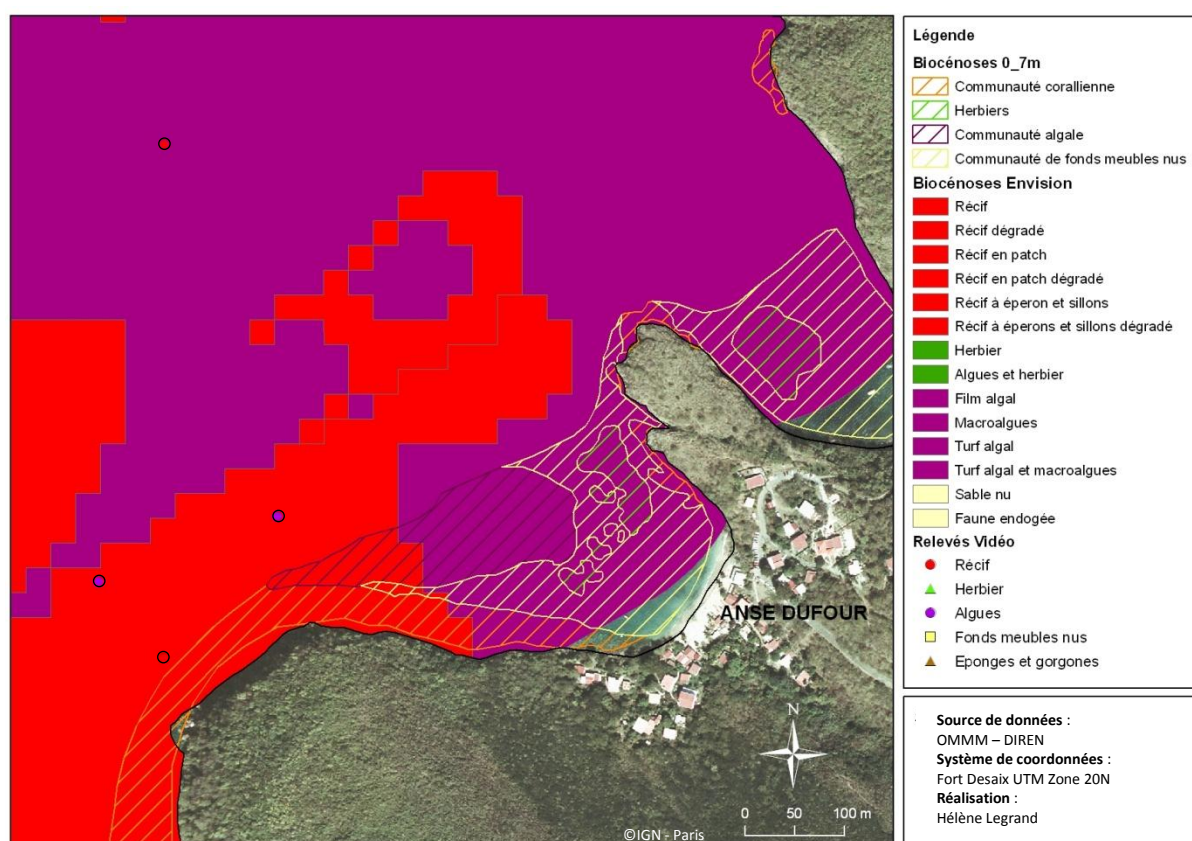 ANSE DUFOUR
N
0 50 100 m
©IGN - Paris
Légende
Biocénoses 0_7m
Communauté corallienne
Herbiers
Communauté algale
Communauté de fonds meubles nus
Biocénoses Envision
Récif
Récif dégradé
Récif en patch
Récif en patch dégradé
Récif à éperon et sillons
Récif à éperons et sillons dégradé
Herbier
Algues et herbier
Film algal
Macroalgues
Turf algal
Turf algal et macroalgues
Sable nu
Faune endogée
Relevés Vidéo
Récif
Herbier
Algues
Fonds meubles nus
Eponges et gorgones
Source de données :
OMMM – DIREN
Système de coordonnées :
Fort Desaix UTM Zone 20N
Réalisation :
Hélène Legrand